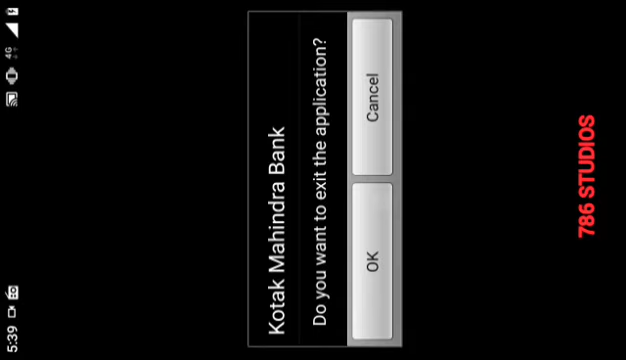 5:39
4G
Kotak Mahindra Bank
Do you want to exit the application?
OK
Cancel
786 STUDIOS